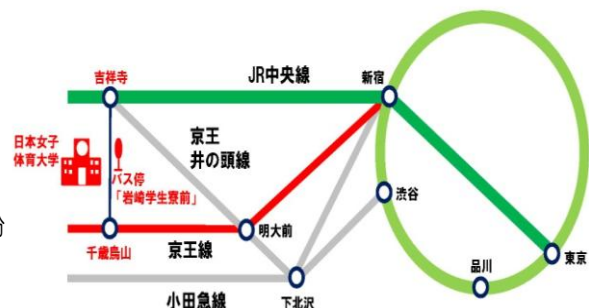 吉祥寺
JR中央線
新宿
日本女子
体育大学
京王
井の頭線
バス停
「岩崎学生寮前」
渋谷
分
千歳烏山
京王線
明大前
品川
東京
小田急線
下北沢